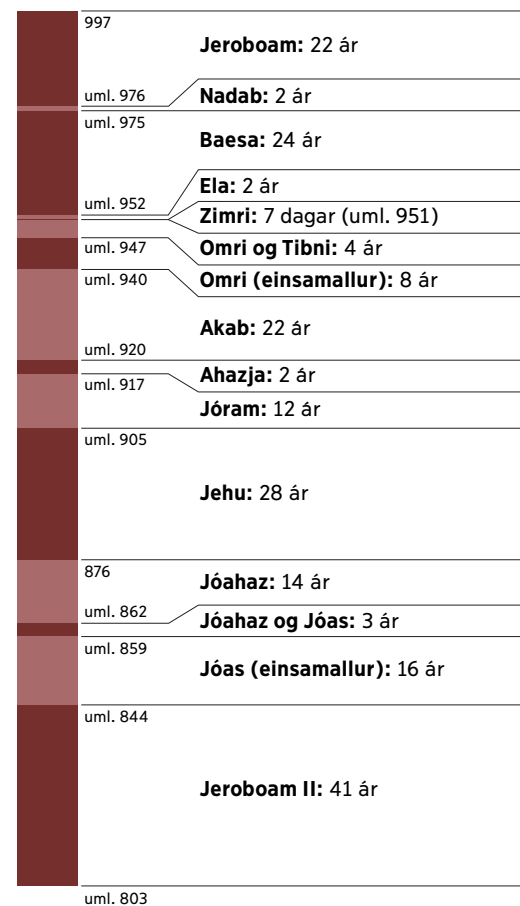 997
Jeroboam: 22 ár
uml. 976
Nadab: 2 ár
uml. 975
Baesa: 24 ár
Ela: 2 ár
uml. 952
Zimri: 7 dagar (uml. 951)
uml. 947
Omri og Tibni: 4 ár
uml. 940
Omri (einsamallur): 8 ár
Akab: 22 ár
uml. 920
Ahazja: 2 ár
uml. 917
Jóram: 12 ár
uml. 905
Jehu: 28 ár
876
Jóahaz: 14 ár
uml. 862
Jóahaz og Jóas: 3 ár
uml. 859
Jóas (einsamallur): 16 ár
uml. 844
Jeroboam II: 41 ár
uml. 803